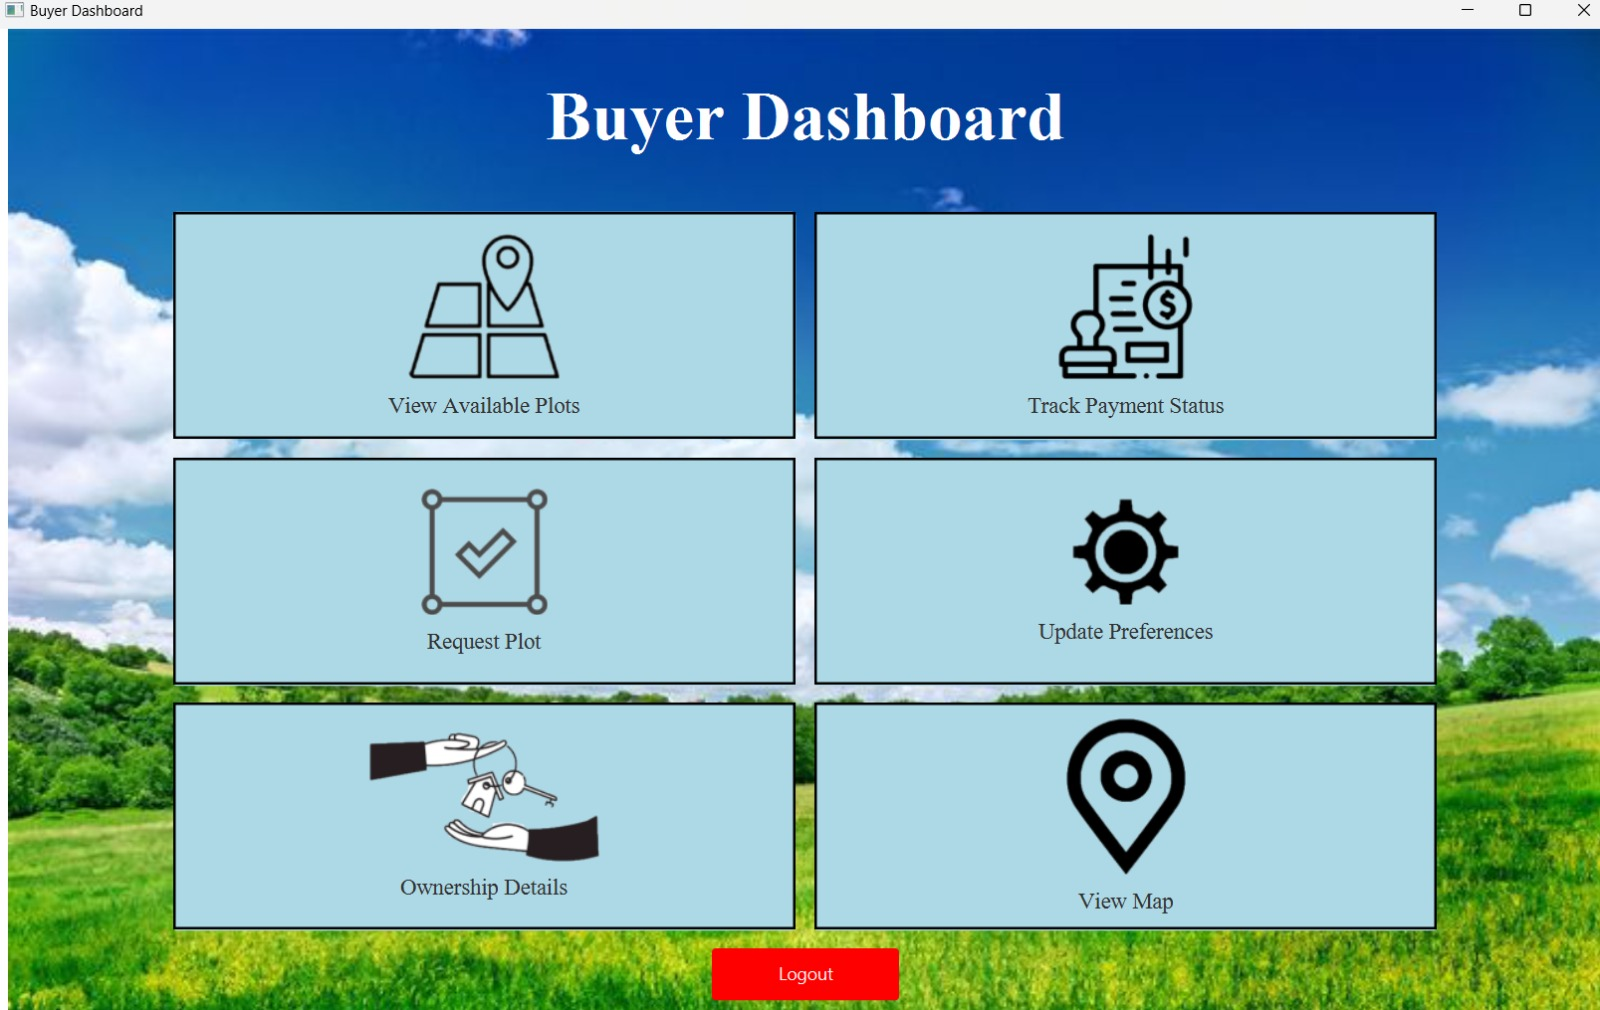 Buyer Dashboard
Buyer Dashboard
View Available Plots
Track Payment Status
$
Request Plot
Update Preferences
Ownership Details
View Map
Logout